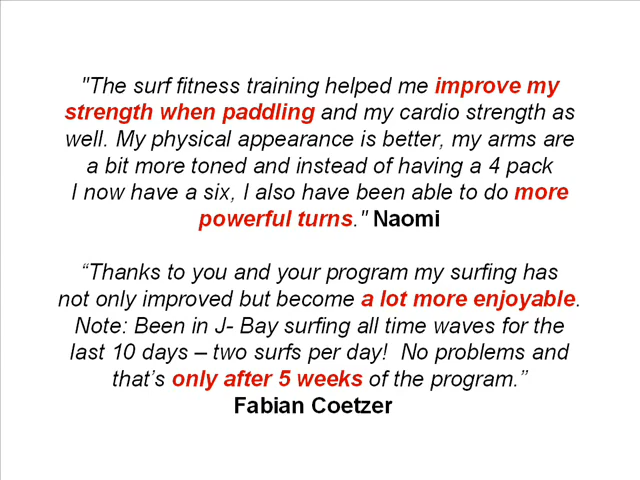 "The surf fitness training helped me improve my
strength when paddling and my cardio strength as
well. My physical appearance is better, my arms are
a bit more toned and instead of having a 4 pack
I now have a six, I also have been able to do more
powerful turns." Naomi
“Thanks to you and your program my surfing has
not only improved but become a lot more enjoyable.
Note: Been in J- Bay surfing all time waves for the
last 10 days – two surfs per day!  No problems and
that’s only after 5 weeks of the program.”
Fabian Coetzer